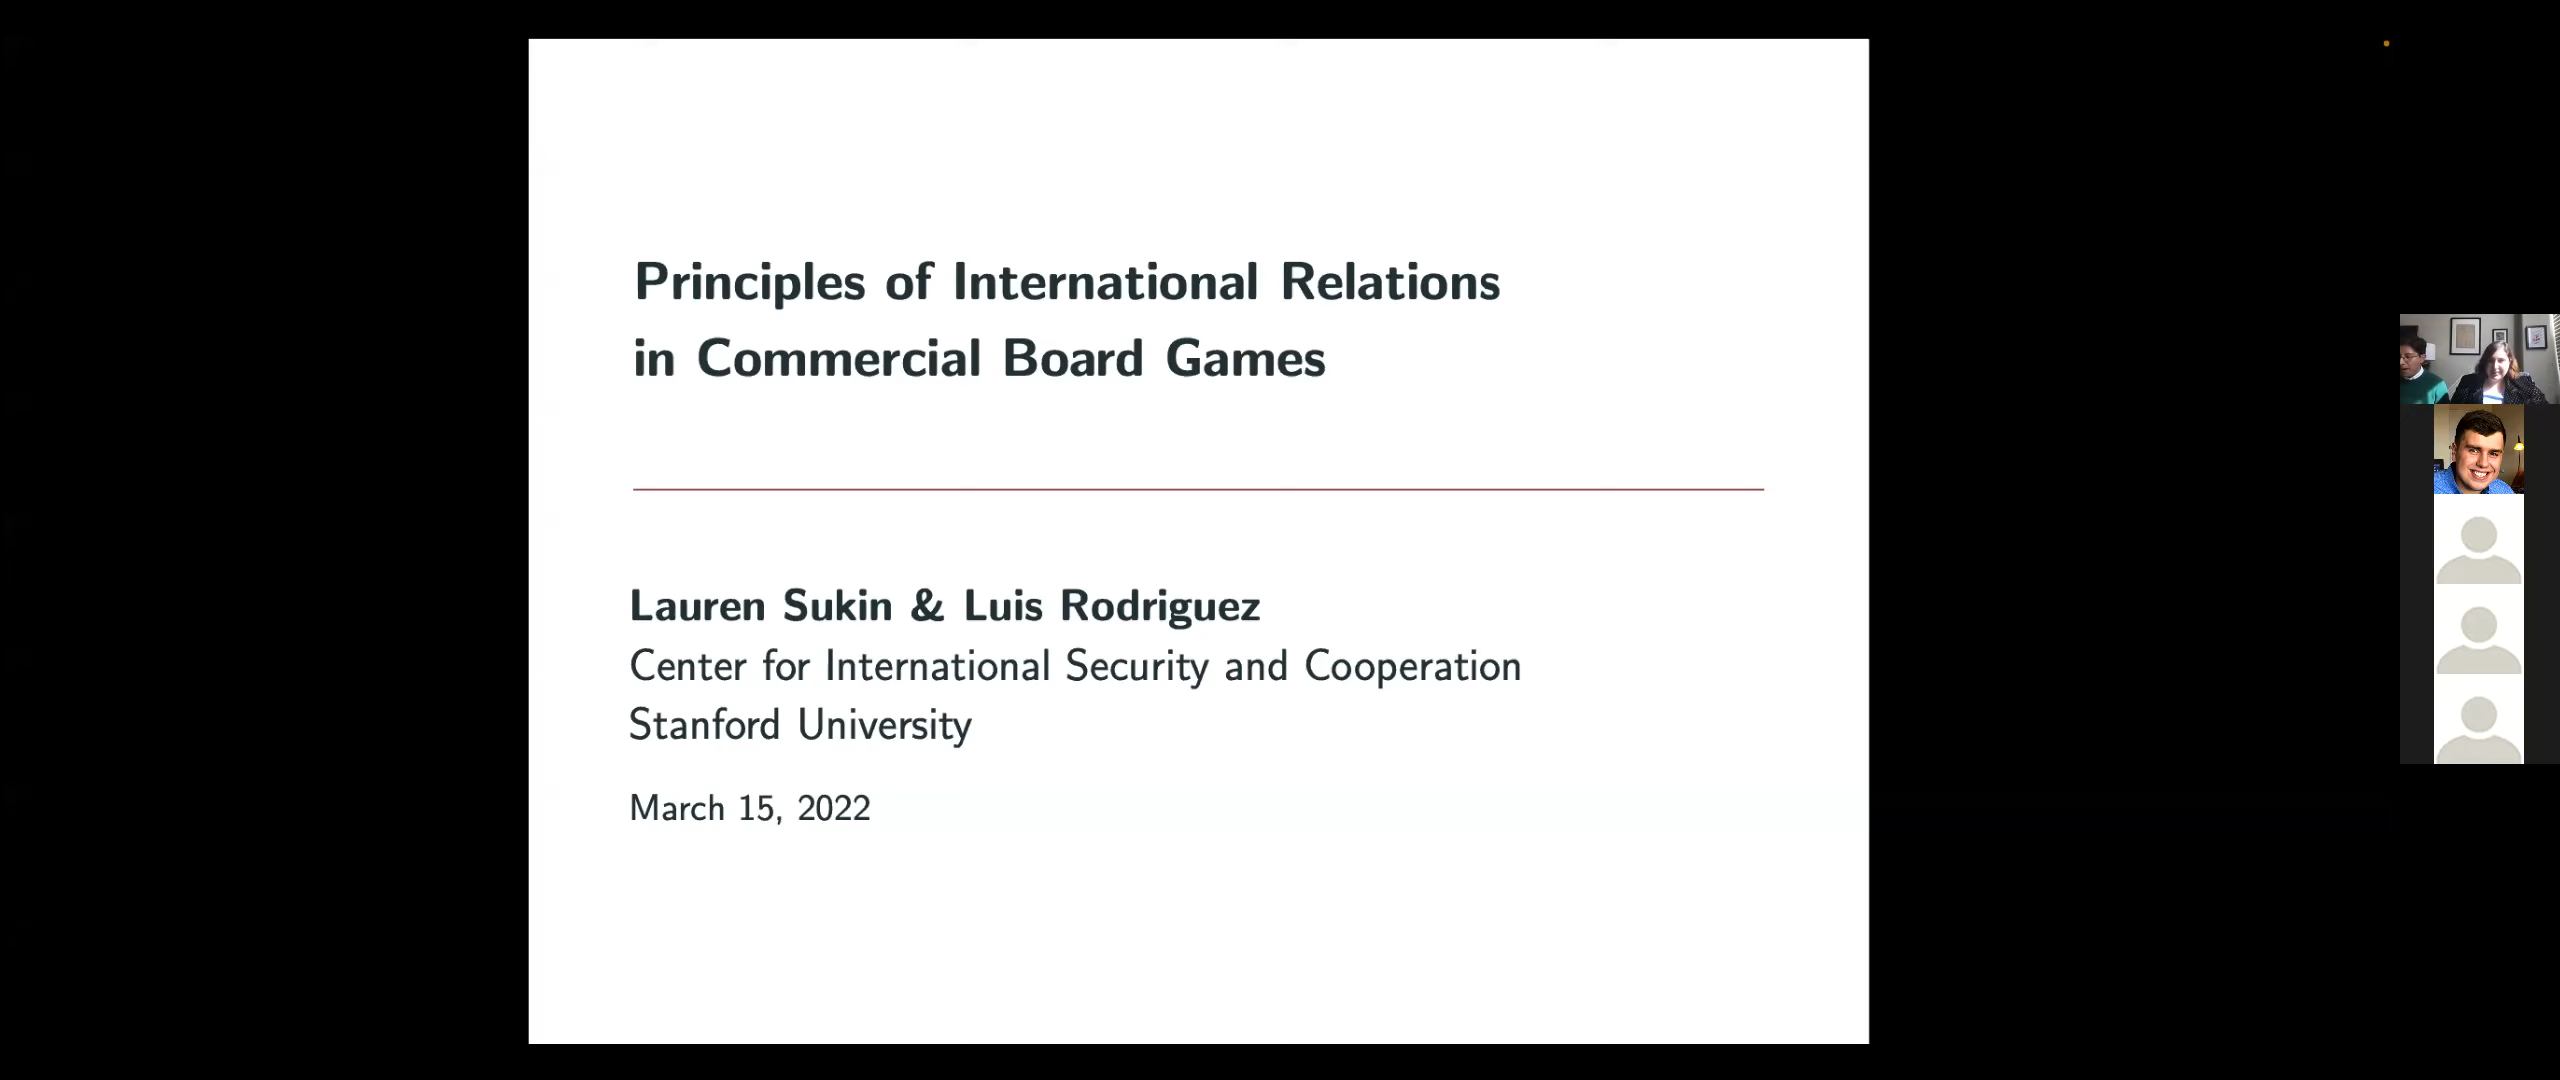 Principles of International Relations
in Commercial Board Games
Lauren Sukin & Luis Rodriguez
Center for International Security and Cooperation
Stanford University
March 15, 2022